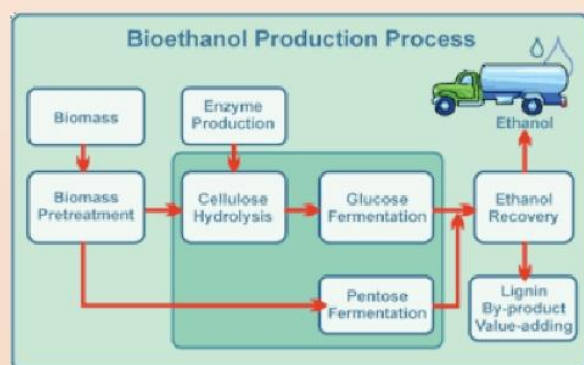 Bioethanol Production Process
Biomass
Enzyme
Production
Ethanol
Biomass
Pretreatment
Cellulose
Hydrolysis
Glucose
Fermentation
Ethanol
Recovery
Pentose
Fermentation
Lignin
By-product
Value-adding